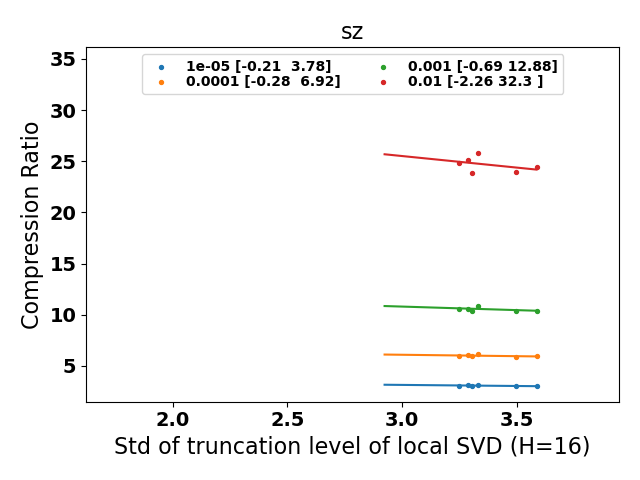 sz
1e-05 [-0.21  3.78]
0.0001 [-0.28  6.92]
0.001 [-0.69 12.88]
0.01 [-2.26 32.3 ]
Compression Ratio
35
30
25
20
15
10
5
2.0 2.5 3.0 3.5
Std of truncation level of local SVD (H=16)